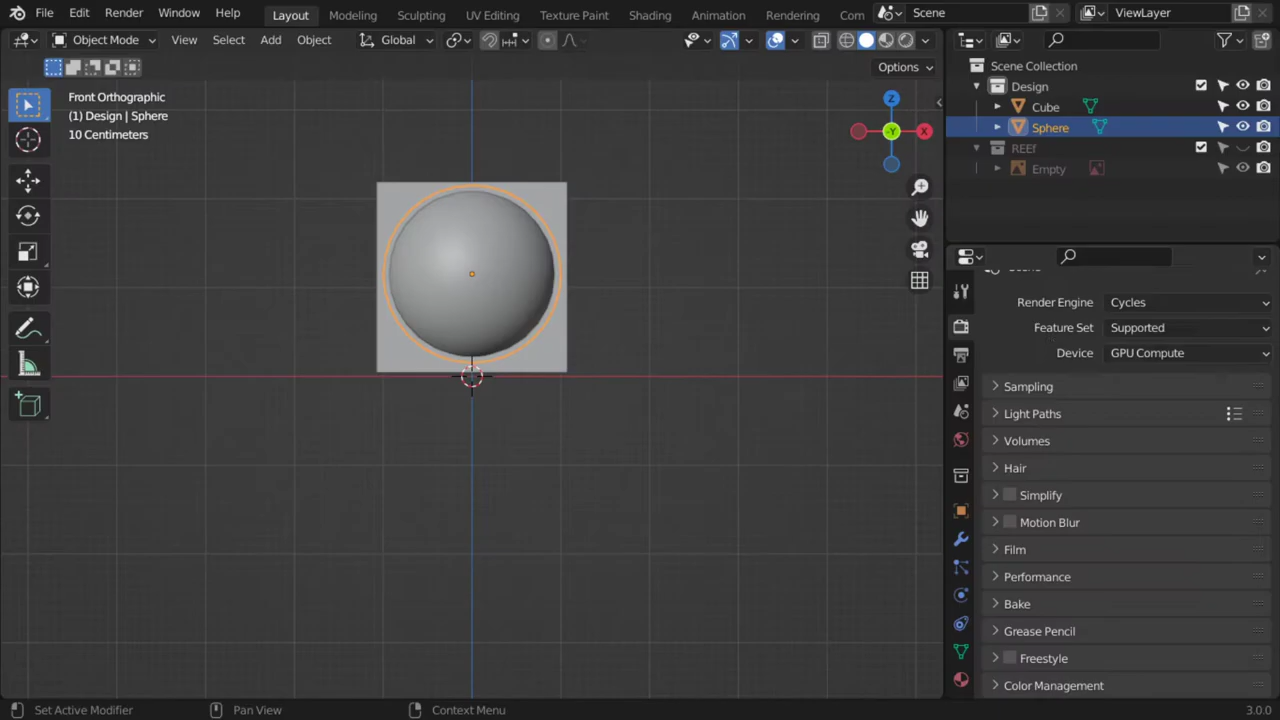 File Edit Render Window Help Layout Modeling Sculpting UV Editing Texture Paint Shading Animation Rendering Com Scene ViewLayer
Object Mode View Select Add Object Global
Options
Front Orthographic
(1) Design | Sphere
10 Centimeters
Z
X
-Y
Scene Collection
Design
Cube
Sphere
REEf
Empty
Scene
Render Engine Cycles
Feature Set Supported
Device GPU Compute
Sampling
Light Paths
Volumes
Hair
Simplify
Motion Blur
Film
Performance
Bake
Grease Pencil
Freestyle
Color Management
Set Active Modifier Pan View Context Menu 3.0.0